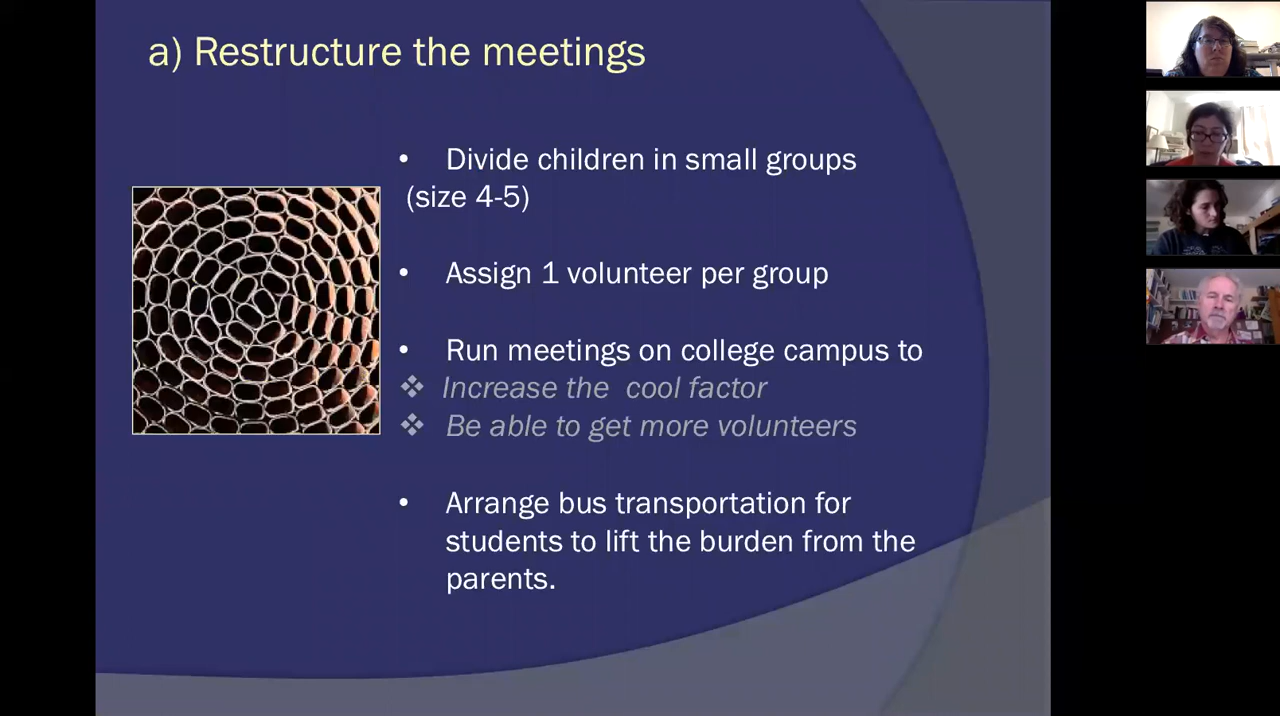 a) Restructure the meetings
• Divide children in small groups
(size 4-5)
• Assign 1 volunteer per group
• Run meetings on college campus to
❖ Increase the cool factor
❖ Be able to get more volunteers
• Arrange bus transportation for
students to lift the burden from the
parents.